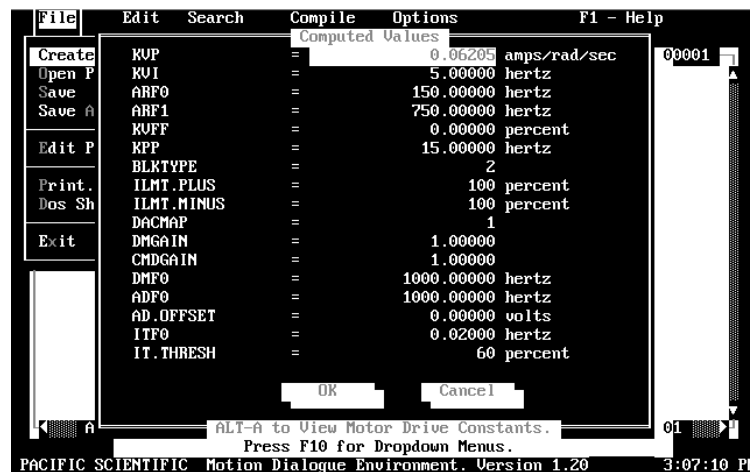 File Edit Search Compile Options F1 - Help
Computed Values
Create KVP = 0.06205 amps/rad/sec 00001
Open P KVI = 5.00000 hertz
Save ARF0 = 150.00000 hertz
Save A ARF1 = 750.00000 hertz
KVFF = 0.00000 percent
Edit P KPP = 15.00000 hertz
BLKTYPE = 2
Print. ILMT.PLUS = 100 percent
Dos Sh ILMT.MINUS = 100 percent
DACMAP = 1
Exit DMGAIN = 1.00000
CMDGAIN = 1.00000
DMF0 = 1000.00000 hertz
ADF0 = 1000.00000 hertz
AD.OFFSET = 0.00000 volts
ITF0 = 0.02000 hertz
IT.THRESH = 60 percent
OK Cancel
A ALT-A to View Motor Drive Constants. 01
Press F10 for Dropdown Menus.
PACIFIC SCIENTIFIC Motion Dialogue Environment. Version 1.20 3:07:10